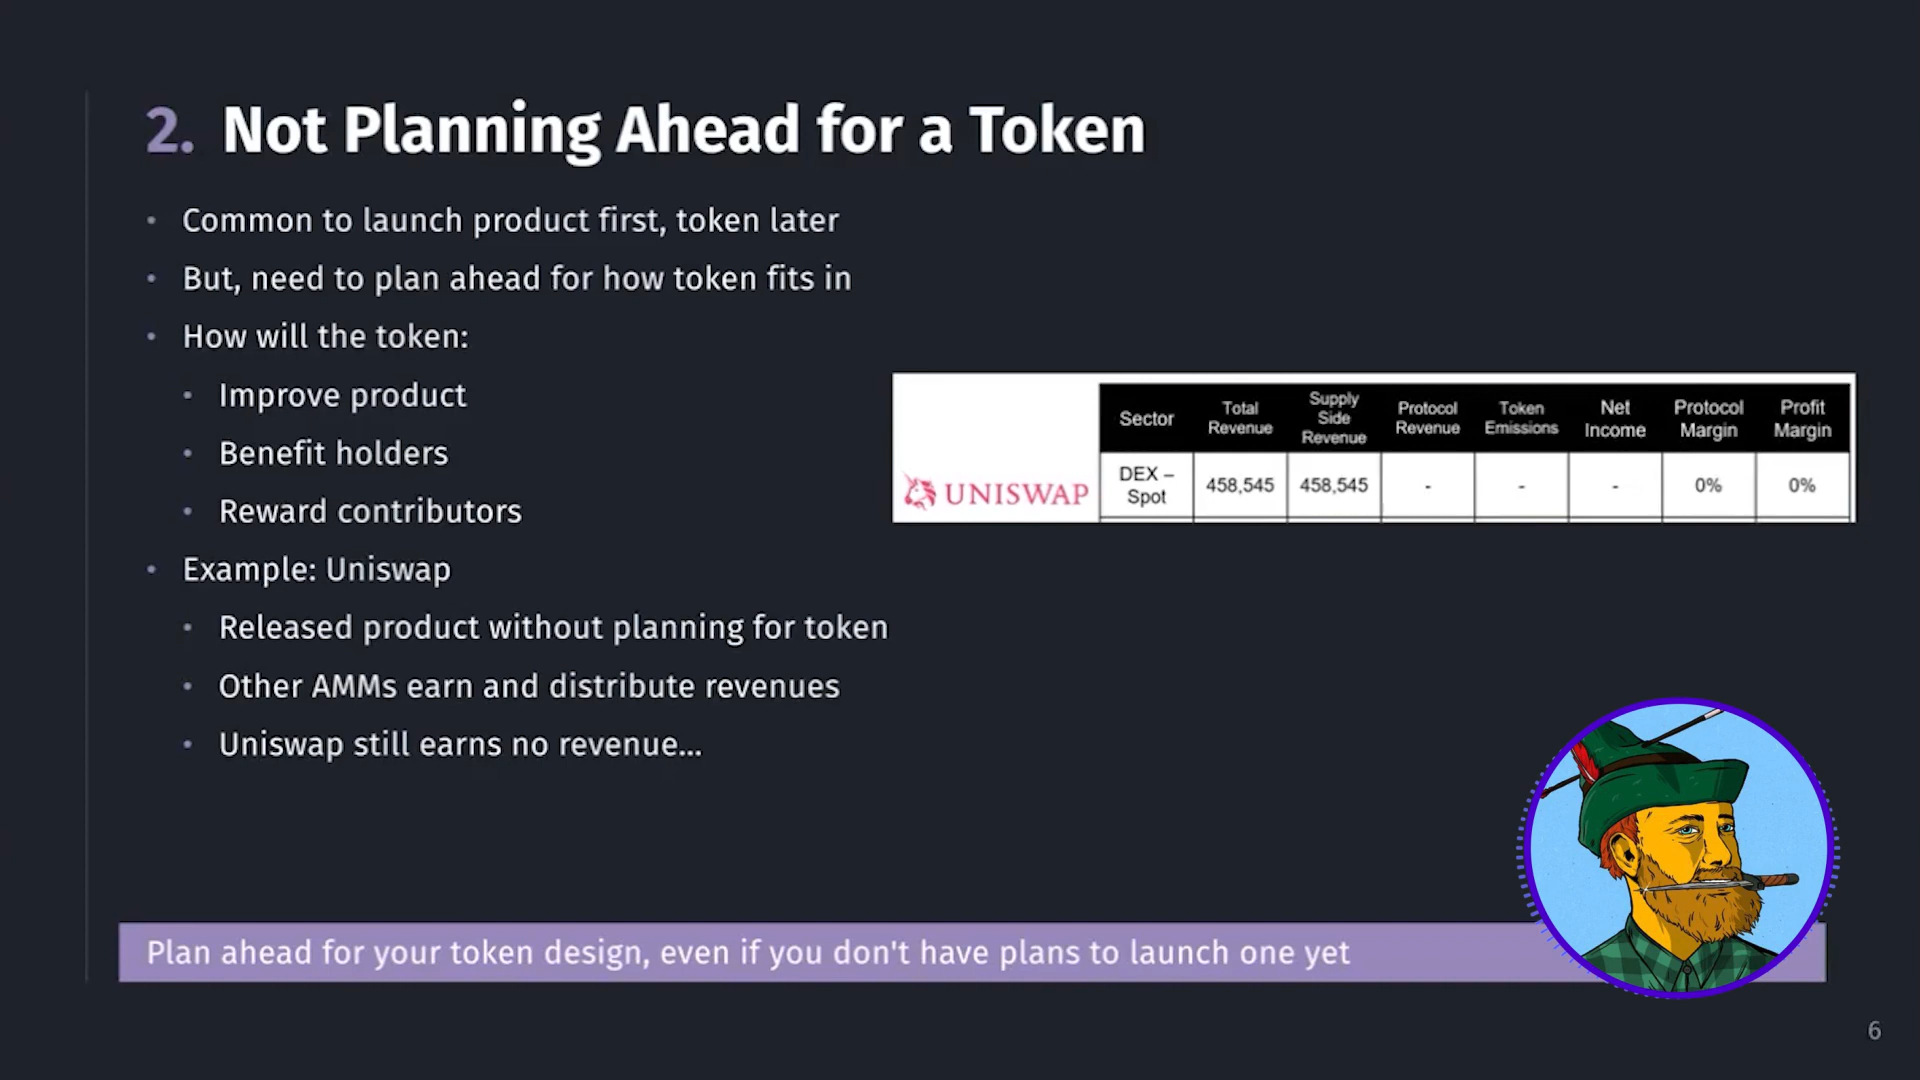 2. Not Planning Ahead for a Token
• Common to launch product first, token later
• But, need to plan ahead for how token fits in
• How will the token:
• Improve product
• Benefit holders
• Reward contributors
• Example: Uniswap
• Released product without planning for token
• Other AMMs earn and distribute revenues
• Uniswap still earns no revenue...
Sector Total Revenue Supply Side Revenue Protocol Revenue Token Emissions Net Income Protocol Margin Profit Margin
UNISWAP DEX – Spot 458,545 458,545 - - - 0% 0%
Plan ahead for your token design, even if you don't have plans to launch one yet
6